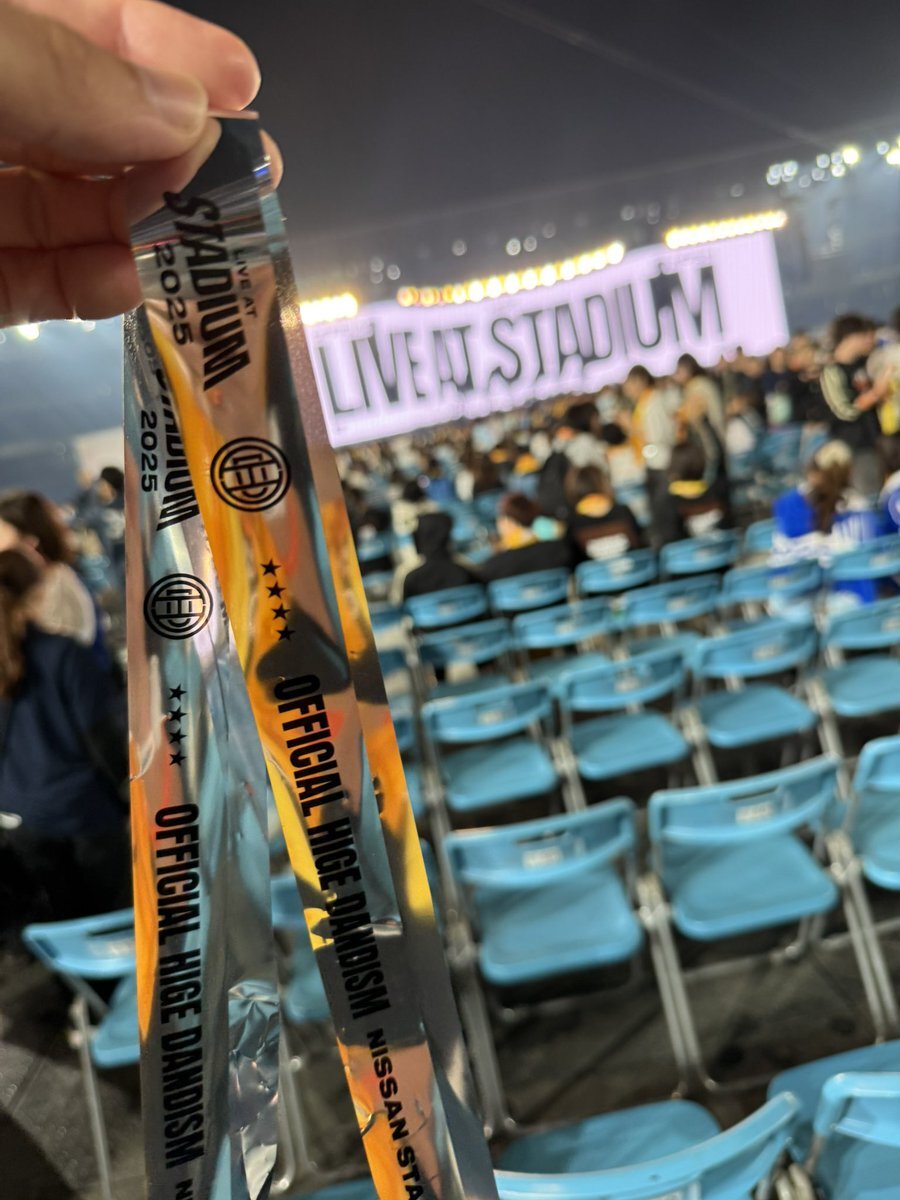 LIVE AT
STADIUM
2025
★★★★
OFFICIAL HIGE DANDISM
NISSAN STA
STADIUM
2025
★★★★
OFFICIAL HIGE DANDISM
N
LIVE AT STADIUM